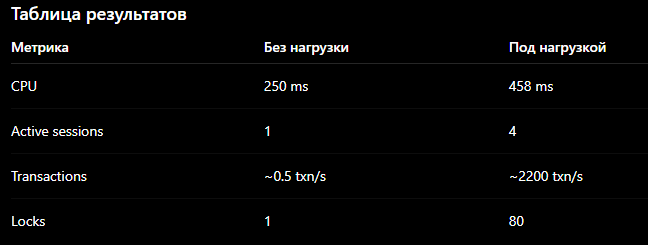 Таблица результатов
Метрика Без нагрузки Под нагрузкой
CPU 250 ms 458 ms
Active sessions 1 4
Transactions ~0.5 txn/s ~2200 txn/s
Locks 1 80